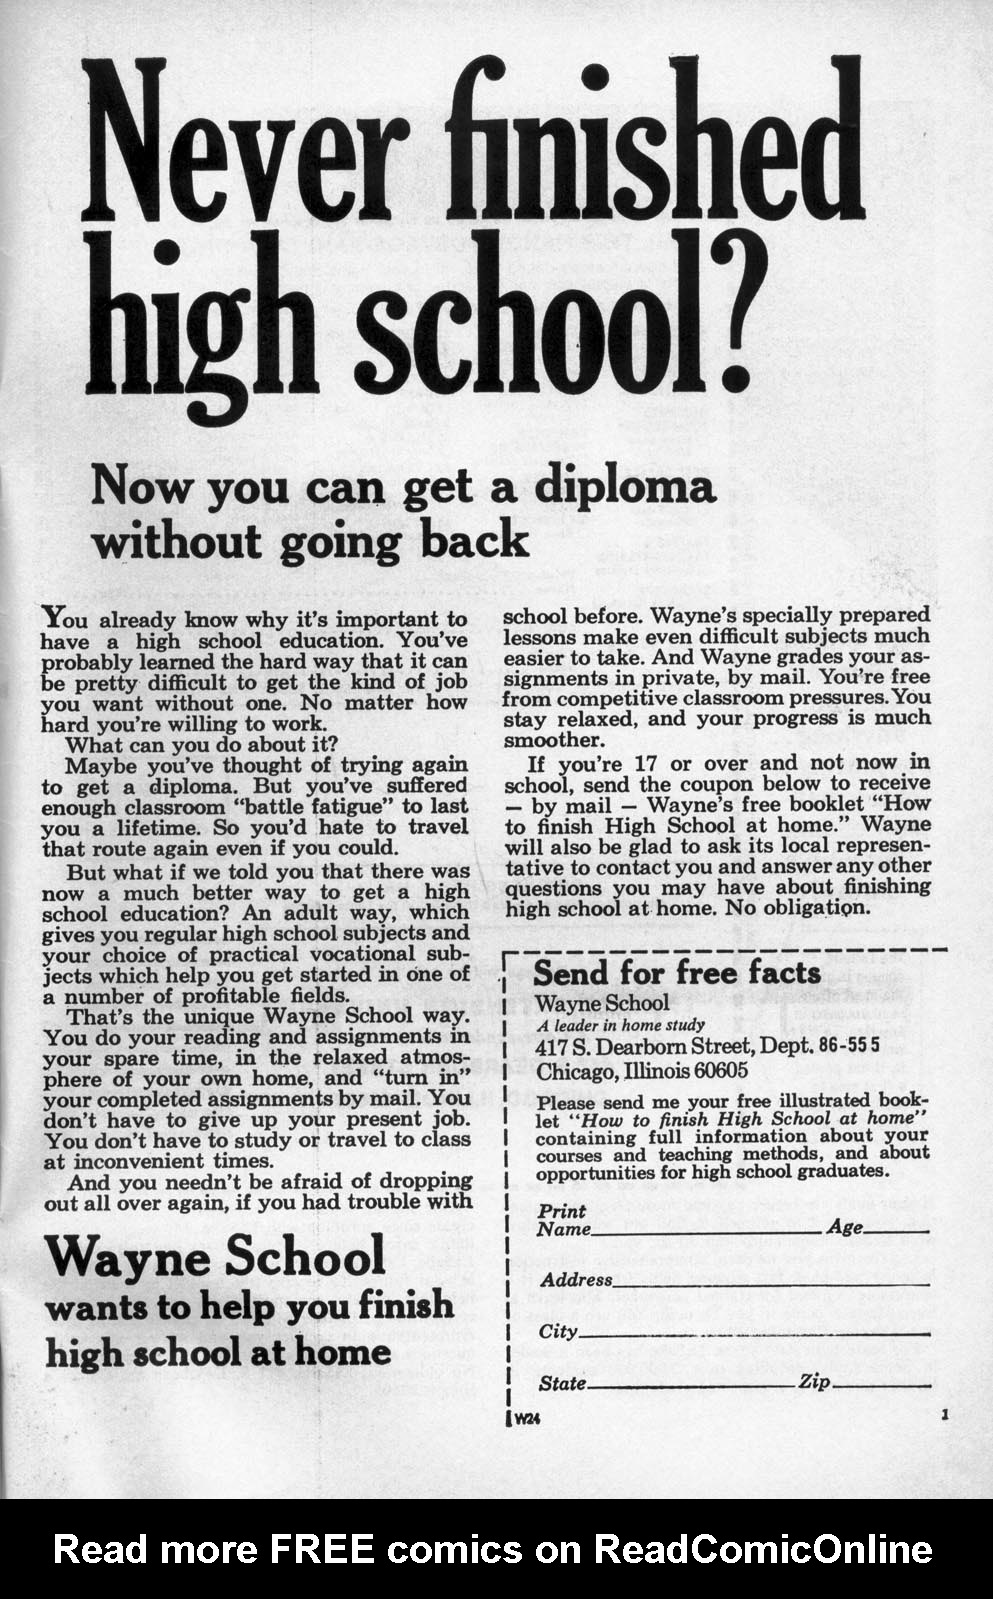 Never finished
high school?
Now you can get a diploma
without going back
You already know why it's important to
have a high school education. You've
probably learned the hard way that it can
be pretty difficult to get the kind of job
you want without one. No matter how
hard you're willing to work.
What can you do about it?
Maybe you've thought of trying again
to get a diploma. But you've suffered
enough classroom "battle fatigue" to last
you a lifetime. So you'd hate to travel
that route again even if you could.
But what if we told you that there was
now a much better way to get a high
school education? An adult way, which
gives you regular high school subjects and
your choice of practical vocational sub-
jects which help you get started in one of
a number of profitable fields.
That's the unique Wayne School way.
You do your reading and assignments in
your spare time, in the relaxed atmos-
phere of your own home, and "turn in"
your completed assignments by mail. You
don't have to give up your present job.
You don't have to study or travel to class
at inconvenient times.
And you needn't be afraid of dropping
out all over again, if you had trouble with
school before. Wayne's specially prepared
lessons make even difficult subjects much
easier to take. And Wayne grades your as-
signments in private, by mail. You're free
from competitive classroom pressures. You
stay relaxed, and your progress is much
smoother.
If you're 17 or over and not now in
school, send the coupon below to receive
— by mail — Wayne's free booklet "How
to finish High School at home." Wayne
will also be glad to ask its local represen-
tative to contact you and answer any other
questions you may have about finishing
high school at home. No obligation.
Wayne School
wants to help you finish
high school at home
Send for free facts
Wayne School
A leader in home study
417 S. Dearborn Street, Dept. 86-555
Chicago, Illinois 60605
Please send me your free illustrated book-
let "How to finish High School at home"
containing full information about your
courses and teaching methods, and about
opportunities for high school graduates.
Print
Name Age
Address
City
State Zip
W24
1
Read more FREE comics on ReadComicOnline